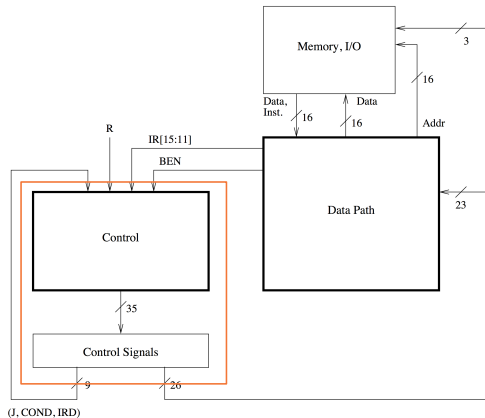 Memory, I/O
3
16
Data,
Inst.
16
Data
16
Addr
R
IR[15:11]
BEN
Data Path
23
Control
35
Control Signals
9
26
(J, COND, IRD)